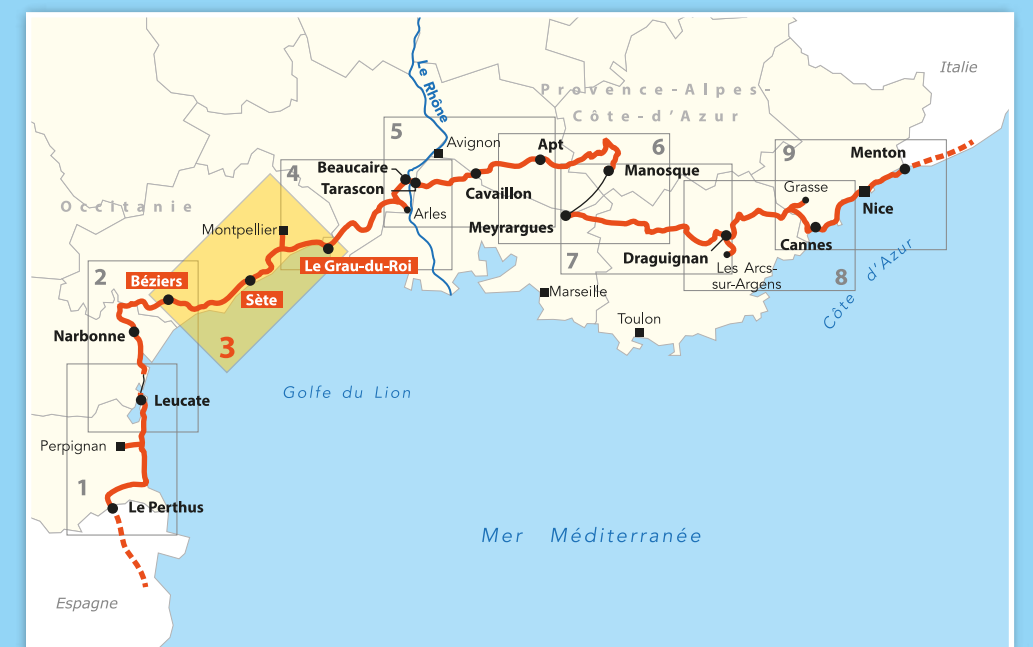 Italie
Le Rhône
Provence-Alpes-
Côte-d'Azur
5
Avignon
Apt
6
9
Menton
Beaucaire
4
Tarascon
Cavaillon
Manosque
Grasse
Nice
Occitanie
Arles
Montpellier
Meyrargues
Cannes
Draguignan
Le Grau-du-Roi
7
Les Arcs-
sur-Argens
8
Côte d'Azur
2
Béziers
Sète
Marseille
Toulon
Narbonne
3
Golfe du Lion
Leucate
Perpignan
1
Le Perthus
Mer Méditerranée
Espagne